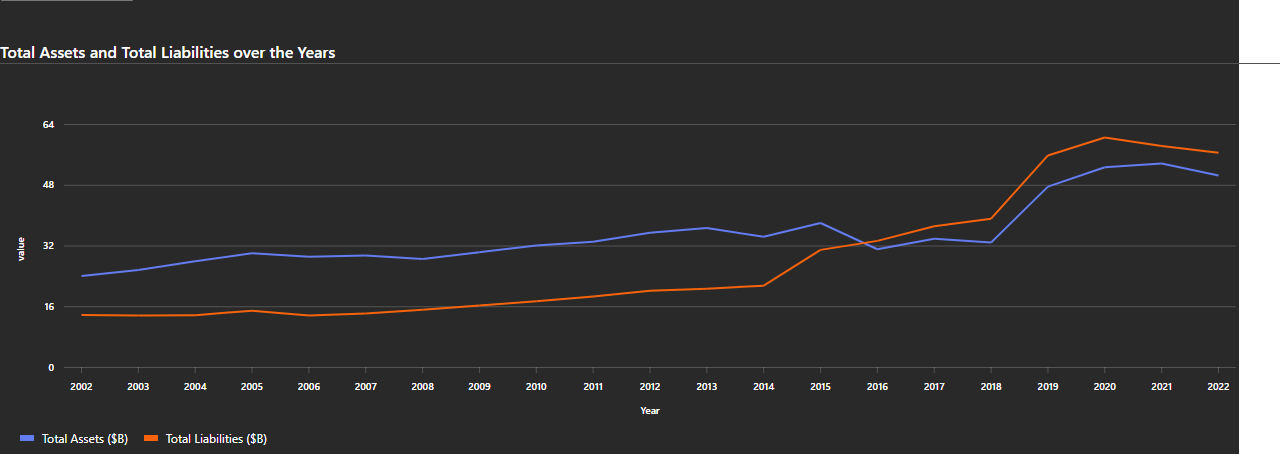 Total Assets and Total Liabilities over the Years
64
48
32
16
0
value
2002 2003 2004 2005 2006 2007 2008 2009 2010 2011 2012 2013 2014 2015 2016 2017 2018 2019 2020 2021 2022
Year
Total Assets ($B) Total Liabilities ($B)